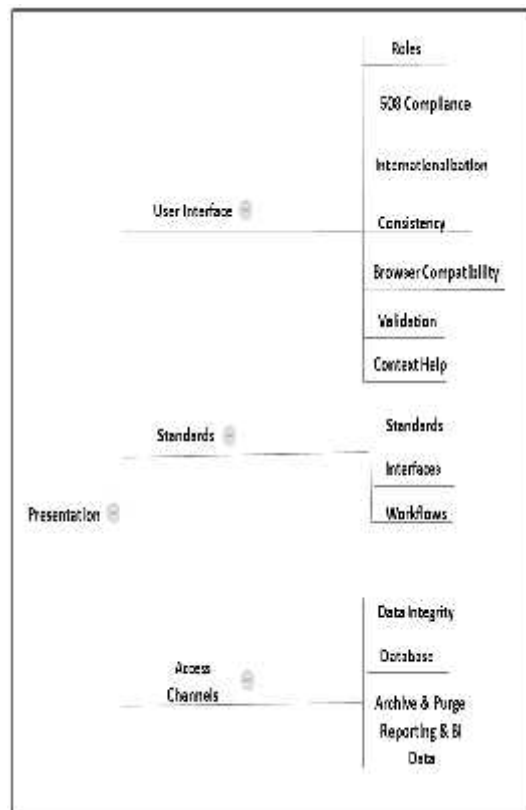 Roles
508 Compliance
Internationalization
User Interface
Consistency
Browser Compatibility
Validation
Context Help
Standards
Standards
Interfaces
Workflows
Presentation
Data Integrity
Database
Access
Channels
Archive & Purge
Reporting & BI
Data